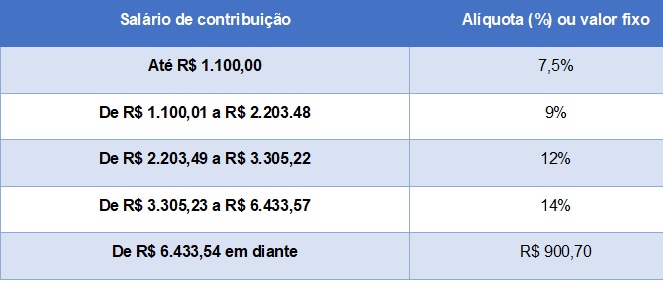 Salário de contribuição Alíquota (%) ou valor fixo
Até R$ 1.100,00 7,5%
De R$ 1.100,01 a R$ 2.203.48 9%
De R$ 2.203,49 a R$ 3.305,22 12%
De R$ 3.305,23 a R$ 6.433,57 14%
De R$ 6.433,54 em diante R$ 900,70